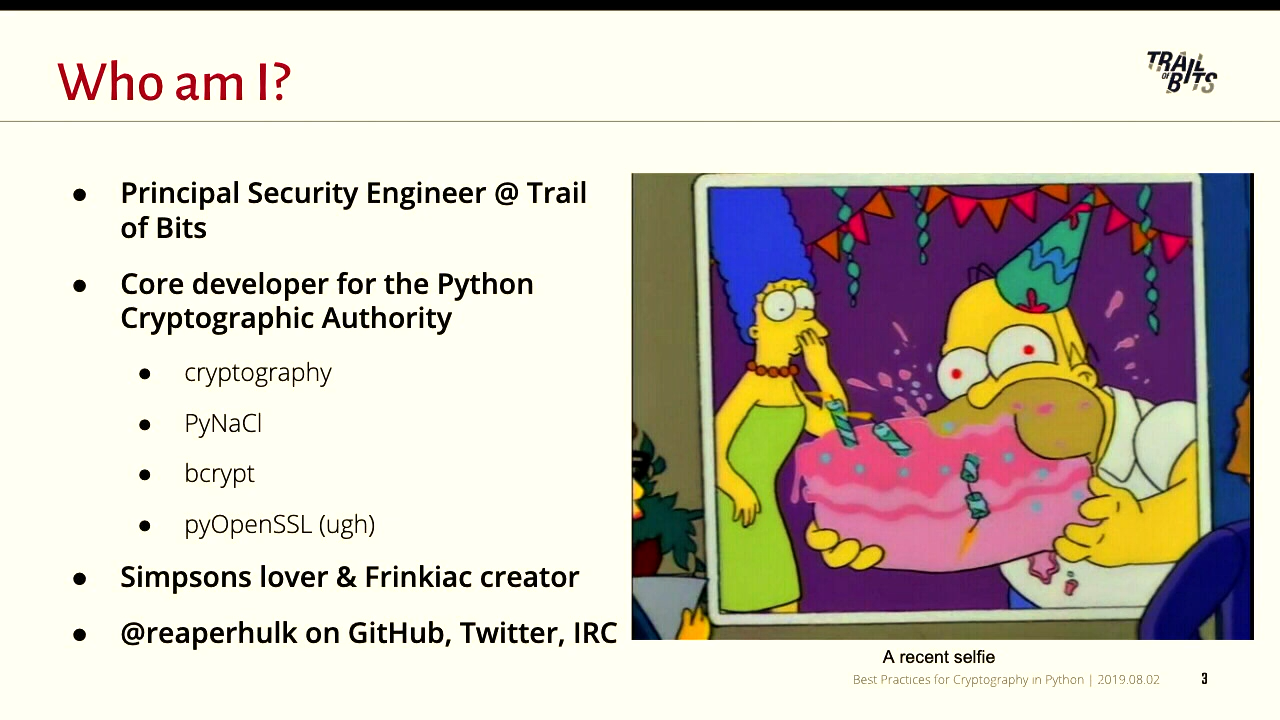 Who am I?
TRAIL
OF
BITS
● Principal Security Engineer @ Trail
of Bits
● Core developer for the Python
Cryptographic Authority
● cryptography
● PyNaCl
● bcrypt
● pyOpenSSL (ugh)
● Simpsons lover & Frinkiac creator
● @reaperhulk on GitHub, Twitter, IRC
A recent selfie
Best Practices for Cryptography in Python | 2019.08.02 3